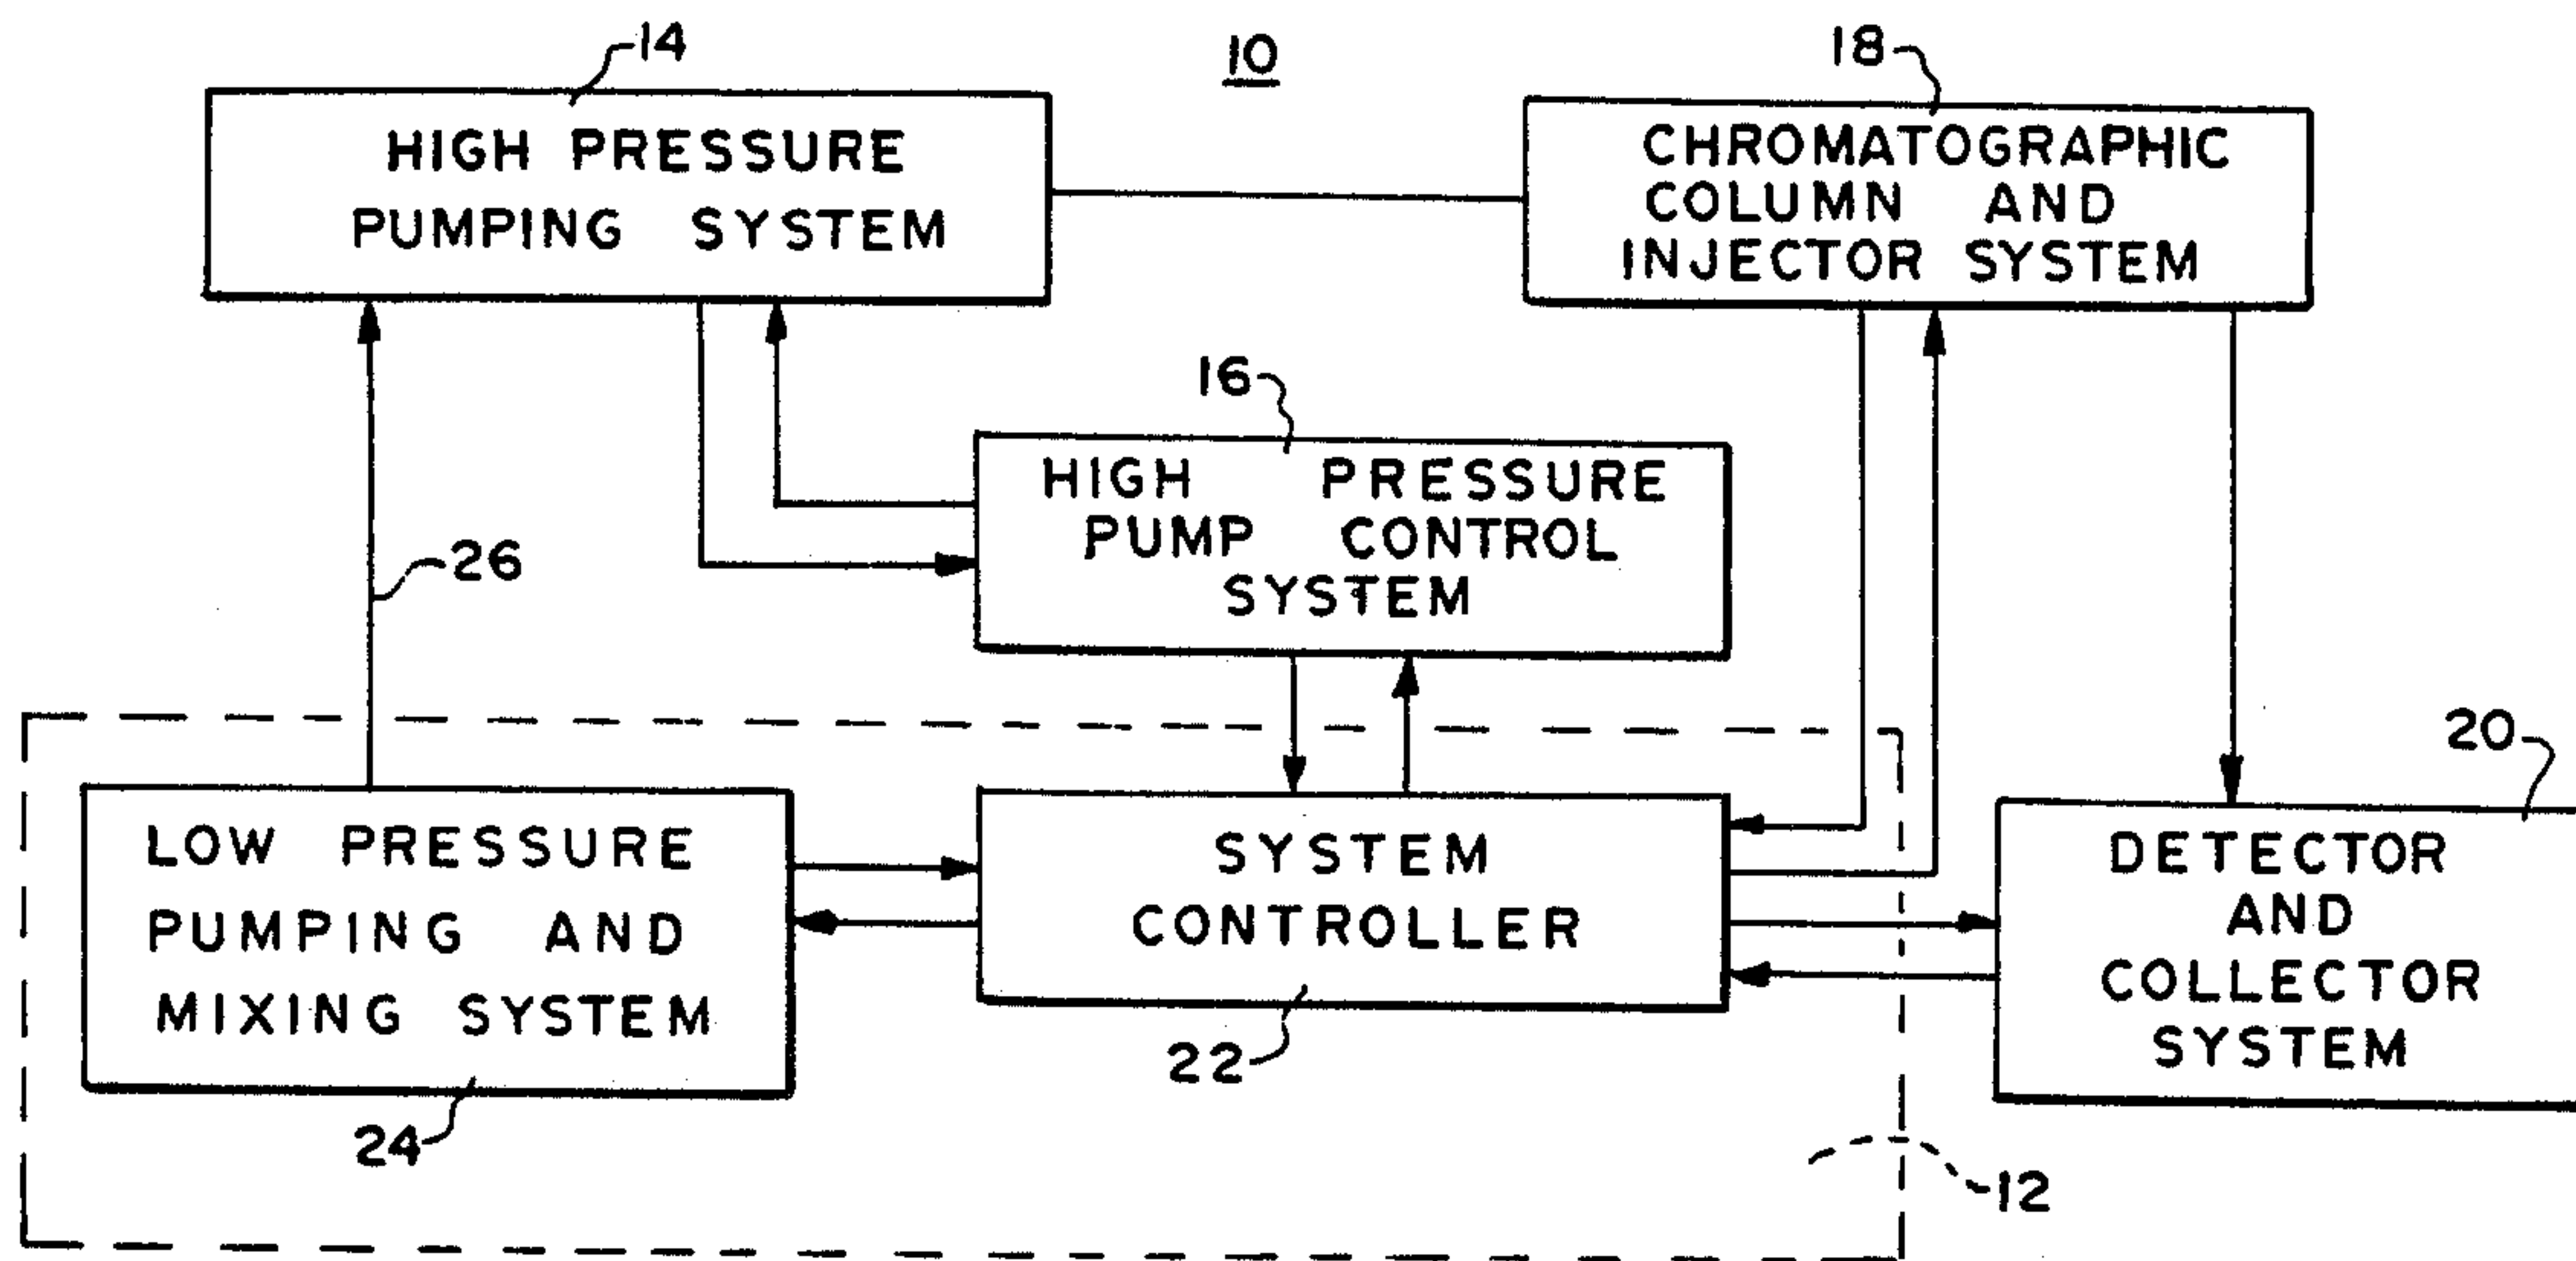 14
10
18
HIGH PRESSURE
PUMPING SYSTEM
CHROMATOGRAPHIC
COLUMN AND
INJECTOR SYSTEM
16
HIGH PRESSURE
PUMP CONTROL
SYSTEM
26
20
LOW PRESSURE
PUMPING AND
MIXING SYSTEM
24
SYSTEM
CONTROLLER
22
DETECTOR
AND
COLLECTOR
SYSTEM
12